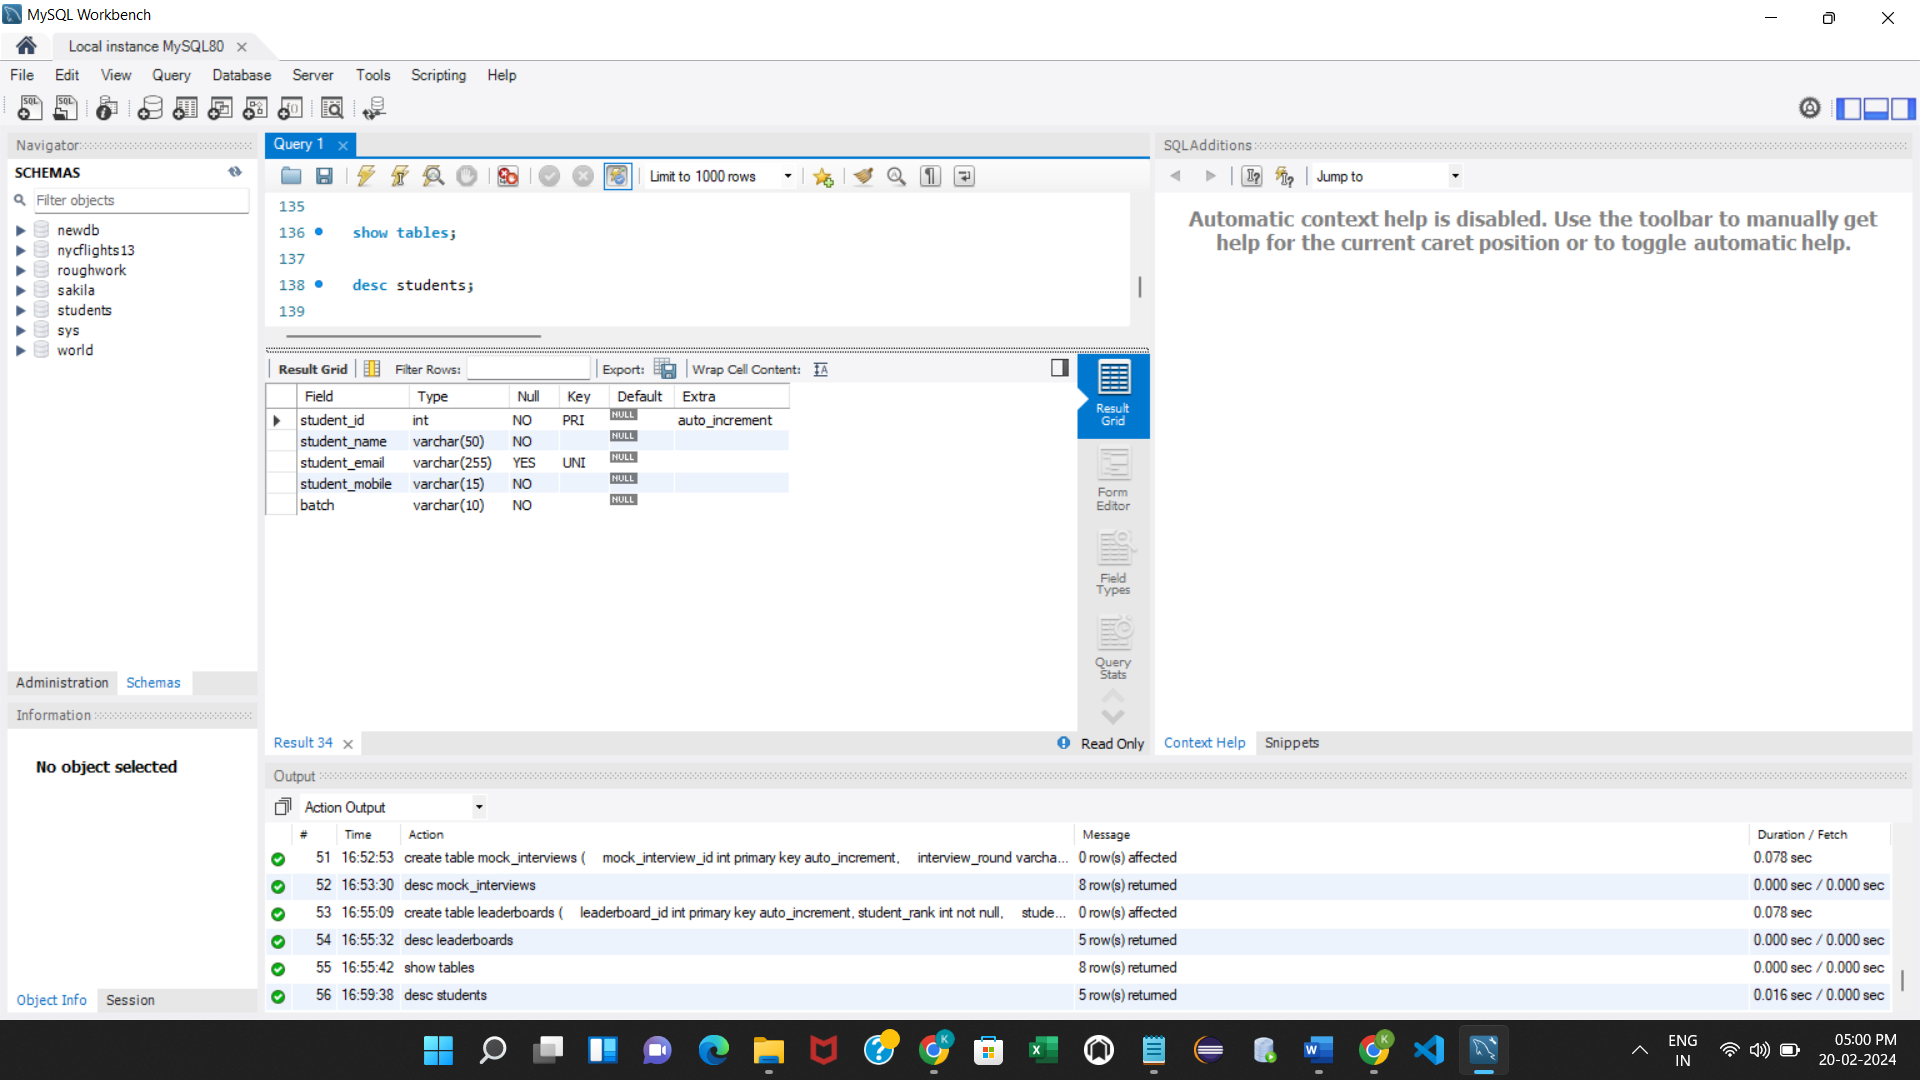 MySQL Workbench
Local instance MySQL80
File Edit View Query Database Server Tools Scripting Help
Navigator
SCHEMAS
Filter objects
newdb
nycflights13
roughwork
sakila
students
sys
world
Administration Schemas
Information
No object selected
Object Info Session
Query 1
Limit to 1000 rows
135
136 show tables;
137
138 desc students;
139
Result Grid Filter Rows: Export: Wrap Cell Content:
Field Type Null Key Default Extra
student_id int NO PRI NULL auto_increment
student_name varchar(50) NO NULL
student_email varchar(255) YES UNI NULL
student_mobile varchar(15) NO NULL
batch varchar(10) NO NULL
Result
Grid
Form
Editor
Field
Types
Query
Stats
Result 34 Read Only
SQLAdditions
Jump to
Automatic context help is disabled. Use the toolbar to manually get
help for the current caret position or to toggle automatic help.
Context Help Snippets
Output
Action Output
# Time Action Message Duration / Fetch
51 16:52:53 create table mock_interviews ( mock_interview_id int primary key auto_increment, interview_round varcha... 0 row(s) affected 0.078 sec
52 16:53:30 desc mock_interviews 8 row(s) returned 0.000 sec / 0.000 sec
53 16:55:09 create table leaderboards ( leaderboard_id int primary key auto_increment, student_rank int not null, stude... 0 row(s) affected 0.078 sec
54 16:55:32 desc leaderboards 5 row(s) returned 0.000 sec / 0.000 sec
55 16:55:42 show tables 8 row(s) returned 0.000 sec / 0.000 sec
56 16:59:38 desc students 5 row(s) returned 0.016 sec / 0.000 sec
ENG
IN
05:00 PM
20-02-2024